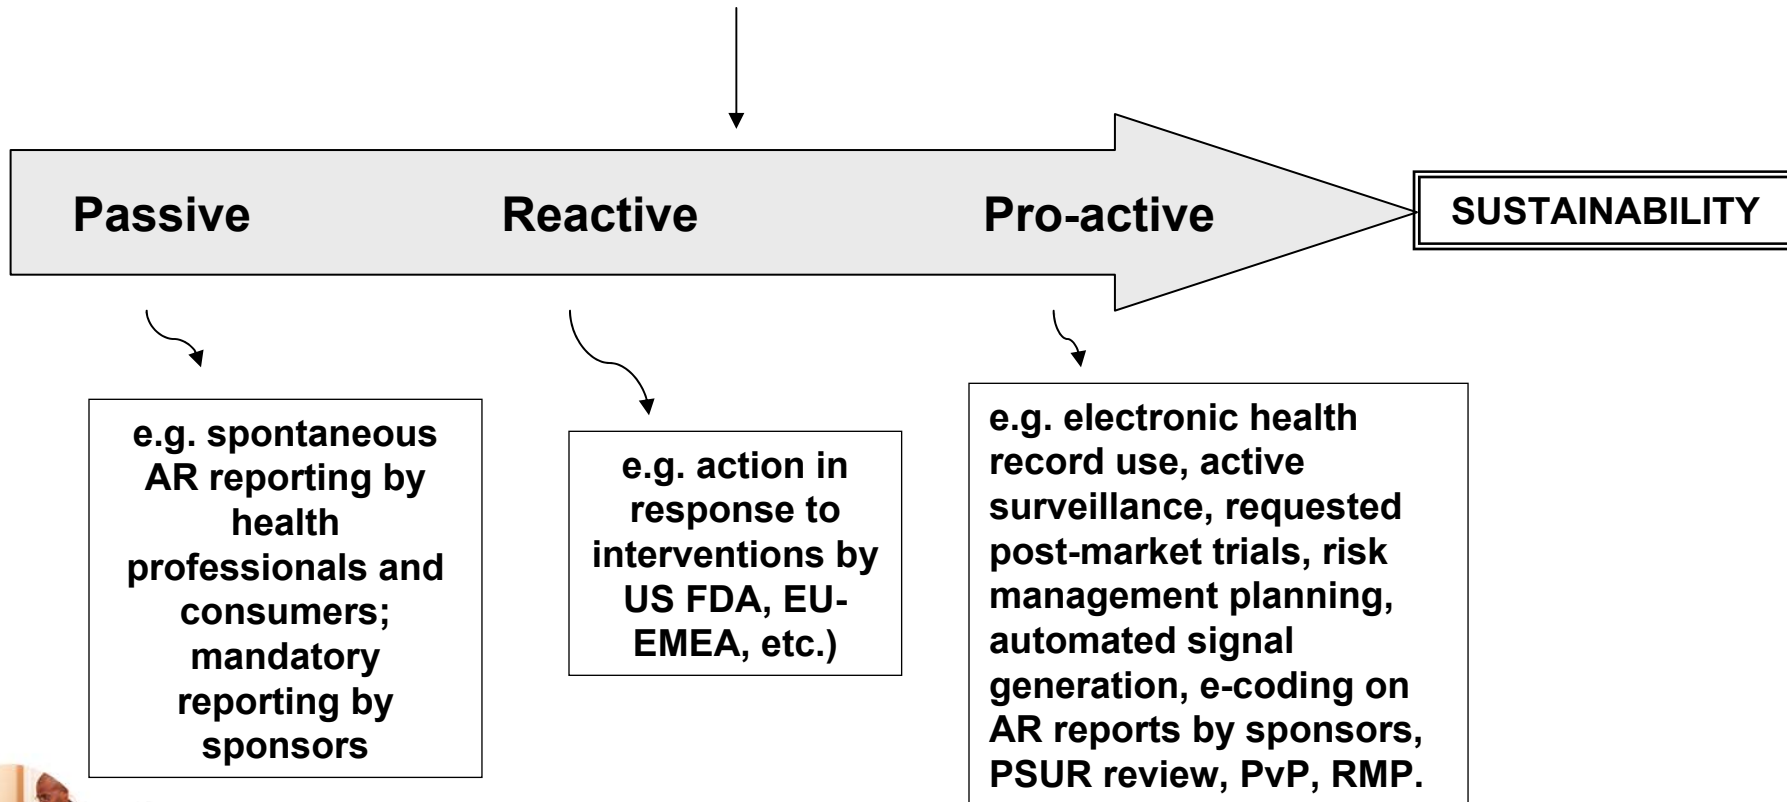 Passive Reactive Pro-active SUSTAINABILITY
e.g. spontaneous
AR reporting by
health
professionals and
consumers;
mandatory
reporting by
sponsors
e.g. action in
response to
interventions by
US FDA, EU-
EMEA, etc.)
e.g. electronic health
record use, active
surveillance, requested
post-market trials, risk
management planning,
automated signal
generation, e-coding on
AR reports by sponsors,
PSUR review, PvP, RMP.